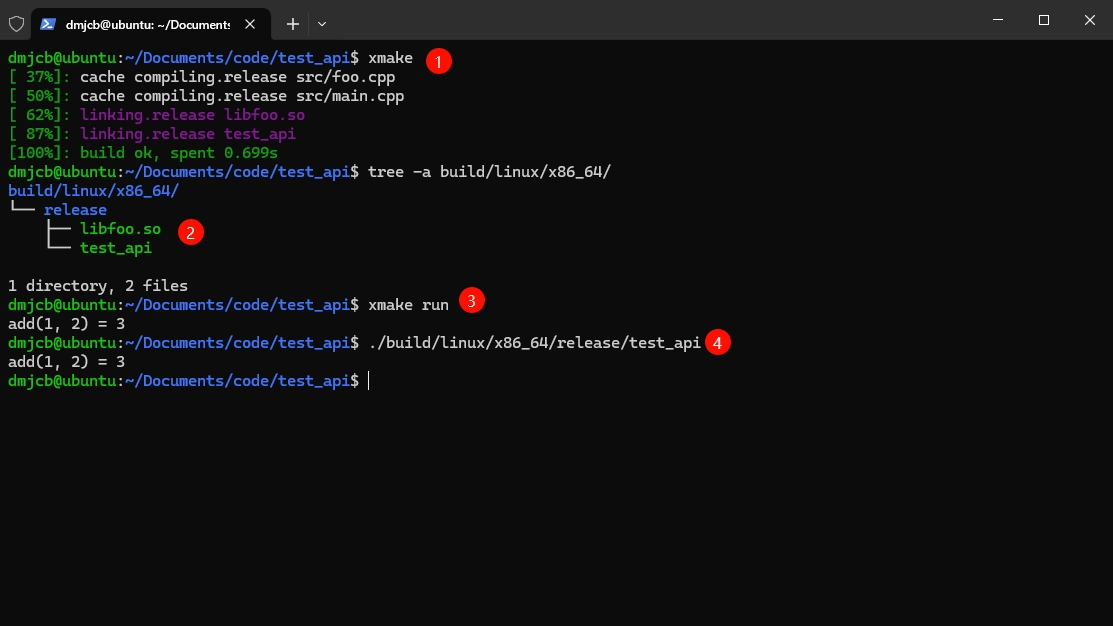 dmjcb@ubuntu: ~/Documents
dmjcb@ubuntu:~/Documents/code/test_api$ xmake 1
[ 37%]: cache compiling.release src/foo.cpp
[ 50%]: cache compiling.release src/main.cpp
[ 62%]: linking.release libfoo.so
[ 87%]: linking.release test_api
[100%]: build ok, spent 0.699s
dmjcb@ubuntu:~/Documents/code/test_api$ tree -a build/linux/x86_64/
build/linux/x86_64/
└── release
    ├── libfoo.so 2
    └── test_api
1 directory, 2 files
dmjcb@ubuntu:~/Documents/code/test_api$ xmake run 3
add(1, 2) = 3
dmjcb@ubuntu:~/Documents/code/test_api$ ./build/linux/x86_64/release/test_api 4
add(1, 2) = 3
dmjcb@ubuntu:~/Documents/code/test_api$